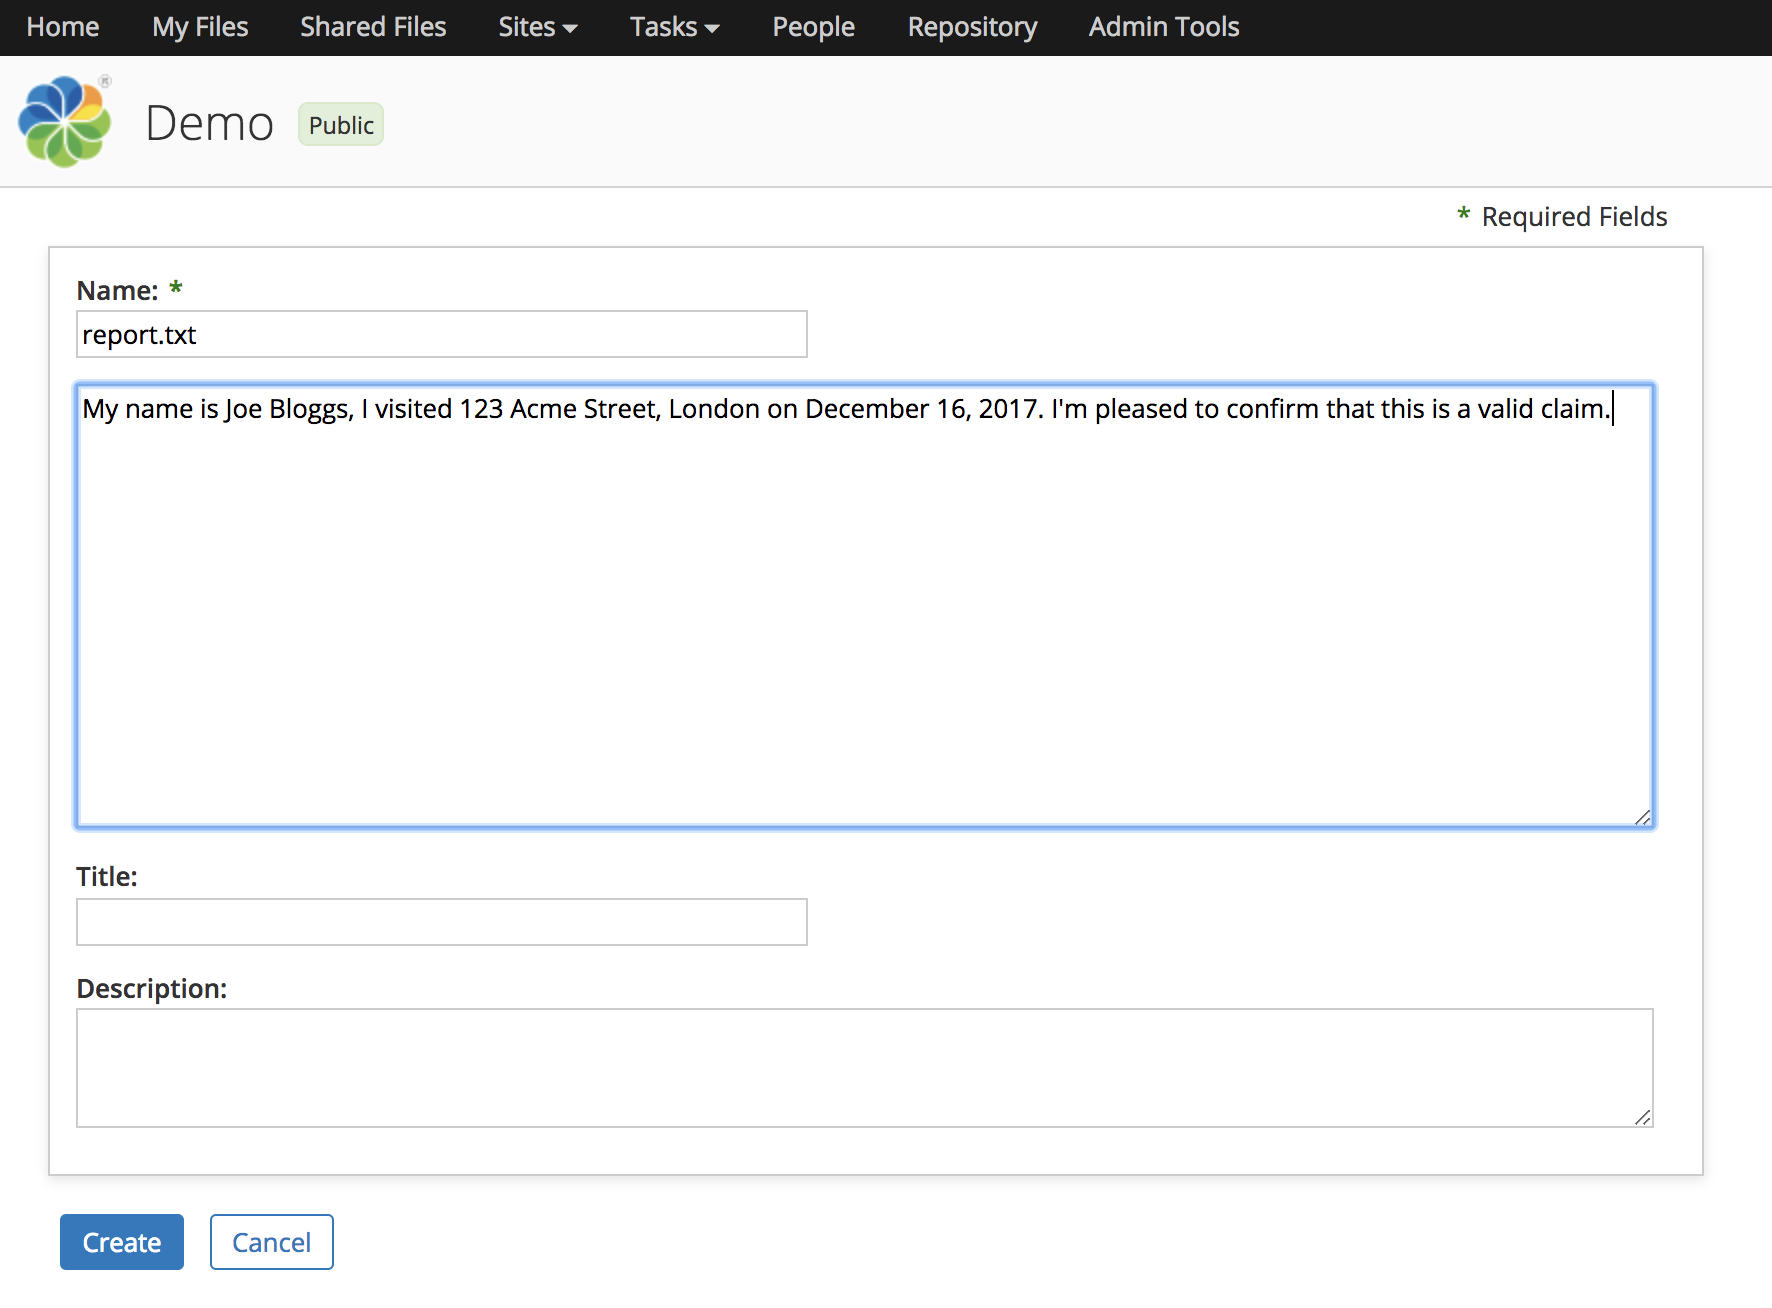 Home My Files Shared Files Sites Tasks People Repository Admin Tools
®
Demo Public
* Required Fields
Name: *
report.txt
My name is Joe Bloggs, I visited 123 Acme Street, London on December 16, 2017. I'm pleased to confirm that this is a valid claim.
Title:
Description:
Create Cancel